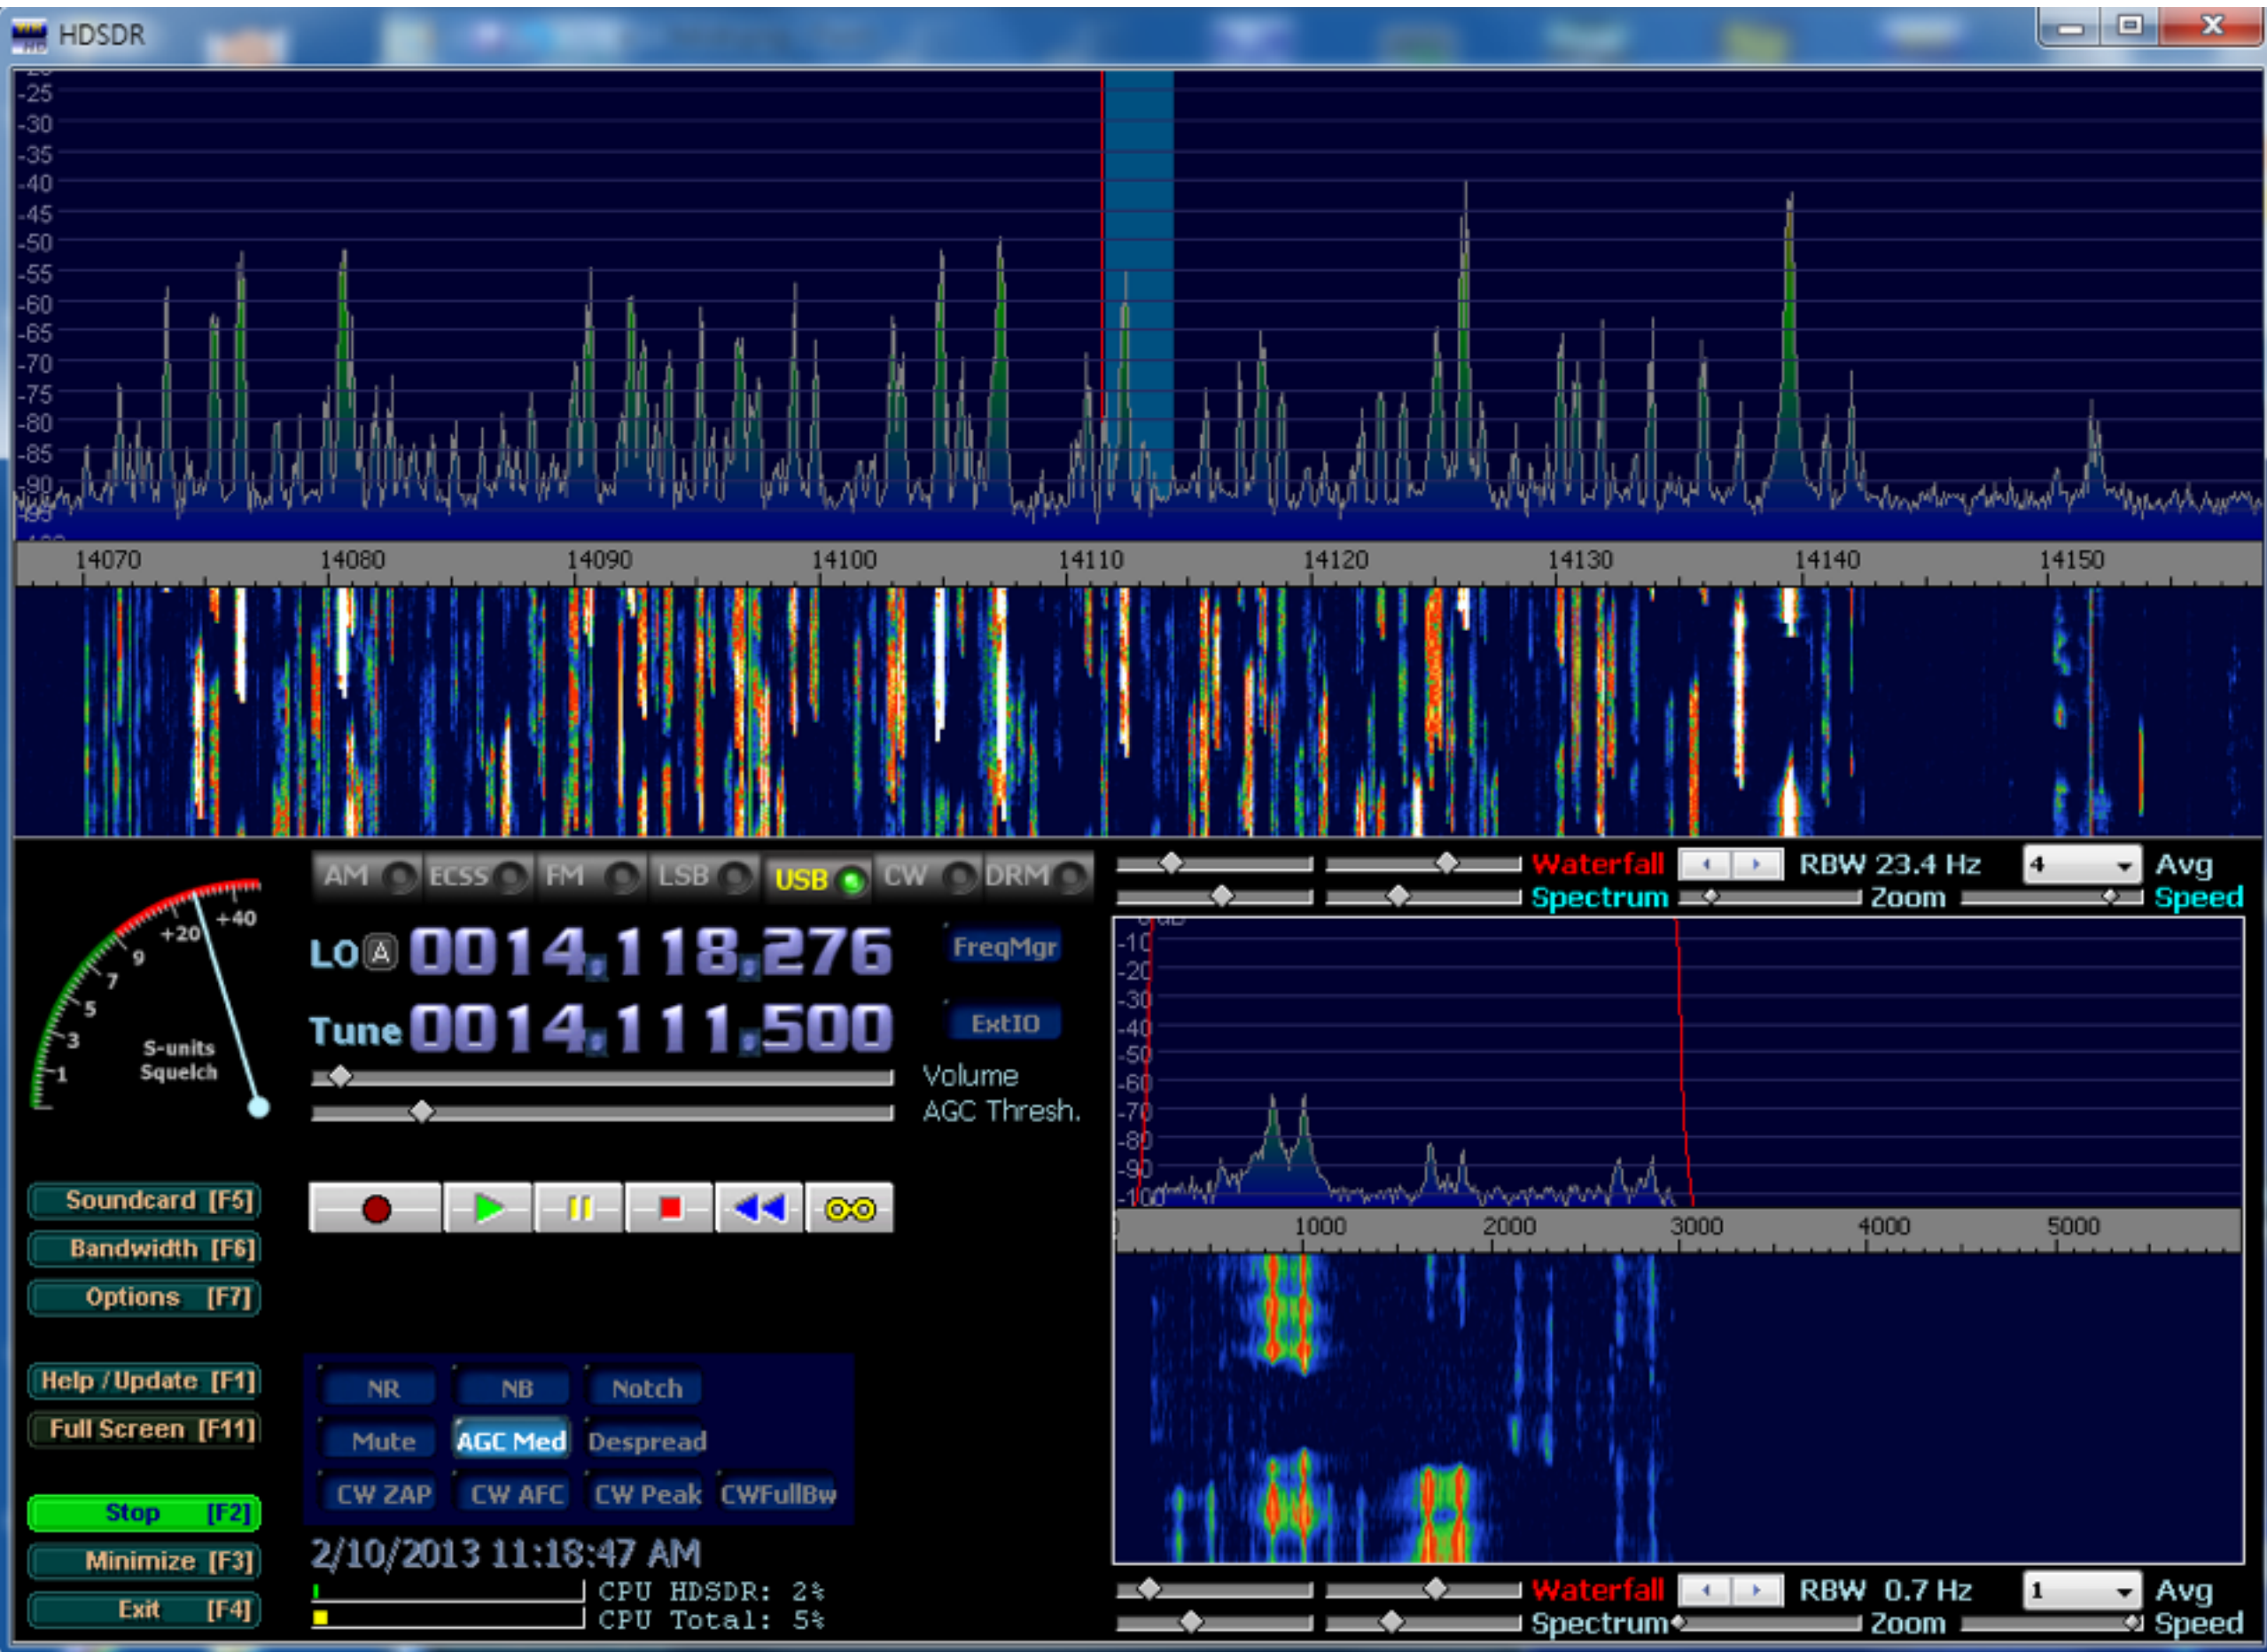 HDSDR
-25
-30
-35
-40
-45
-50
-55
-60
-65
-70
-75
-80
-85
-90
-95
14070 14080 14090 14100 14110 14120 14130 14140 14150
AM ECSS FM LSB USB CW DRM
Waterfall RBW 23.4 Hz 4 Avg
Spectrum Zoom Speed
1 3 5 7 9 +20 +40
S-units
Squelch
LO A 0014.118.276 FreqMgr
Tune 0014.111.500 ExtIO
Volume
AGC Thresh.
-10
-20
-30
-40
-50
-60
-70
-80
-90
-100
1000 2000 3000 4000 5000
Soundcard [F5]
Bandwidth [F6]
Options [F7]
Help / Update [F1]
Full Screen [F11]
Stop [F2]
Minimize [F3]
Exit [F4]
NR NB Notch
Mute AGC Med Despread
CW ZAP CW AFC CW Peak CWFullBw
2/10/2013 11:18:47 AM
CPU HDSDR: 2%
CPU Total: 5%
Waterfall RBW 0.7 Hz 1 Avg
Spectrum Zoom Speed